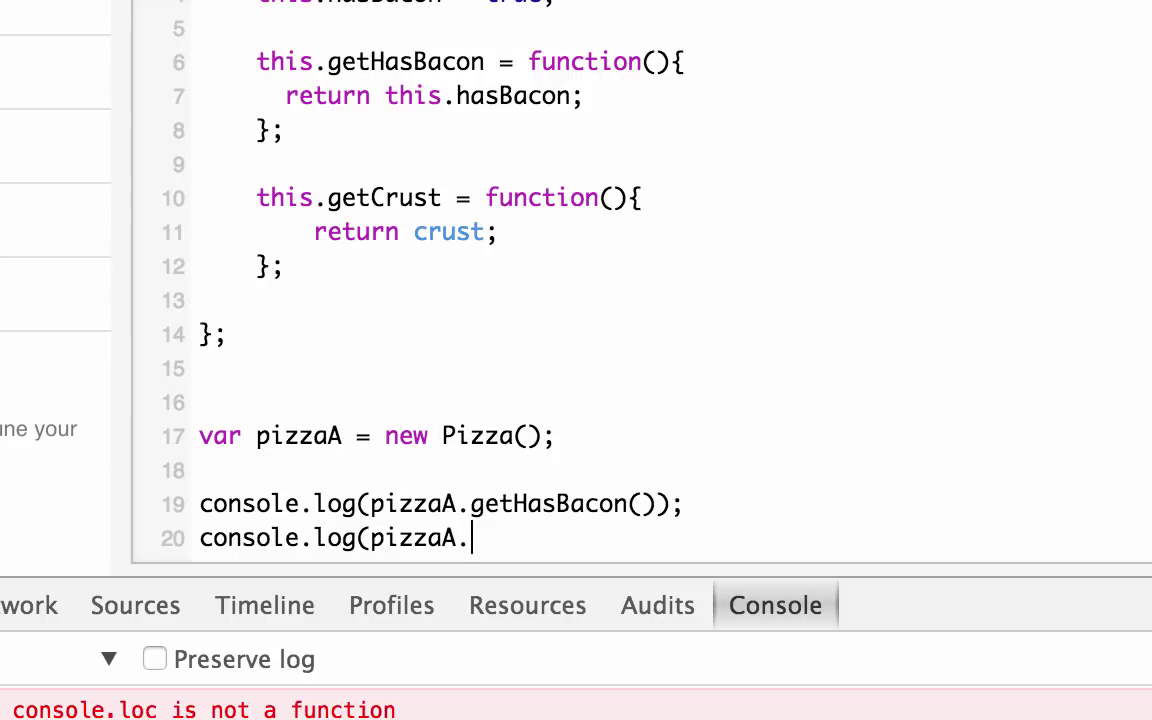 5
6 this.getHasBacon = function(){
7 return this.hasBacon;
8 };
9
10 this.getCrust = function(){
11 return crust;
12 };
13
14 };
15
16
une your
17 var pizzaA = new Pizza();
18
19 console.log(pizzaA.getHasBacon());
20 console.log(pizzaA.
work Sources Timeline Profiles Resources Audits Console
▼ Preserve log
console.loc is not a function